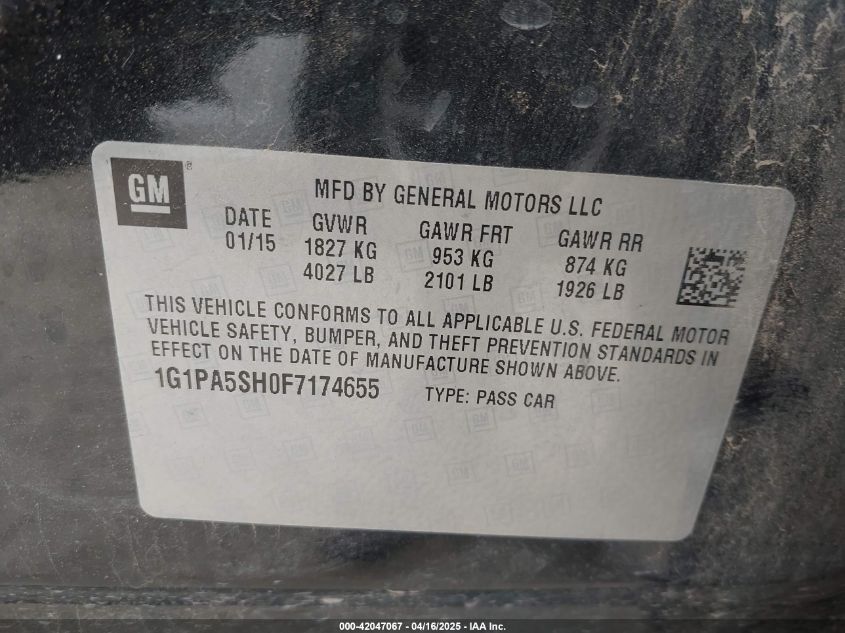 GM ®
MFD BY GENERAL MOTORS LLC
DATE GVWR GAWR FRT GAWR RR
01/15 1827 KG 953 KG 874 KG
4027 LB 2101 LB 1926 LB
THIS VEHICLE CONFORMS TO ALL APPLICABLE U.S. FEDERAL MOTOR
VEHICLE SAFETY, BUMPER, AND THEFT PREVENTION STANDARDS IN
EFFECT ON THE DATE OF MANUFACTURE SHOWN ABOVE.
1G1PA5SH0F7174655 TYPE: PASS CAR
000-42047067 - 04/16/2025 - IAA Inc.